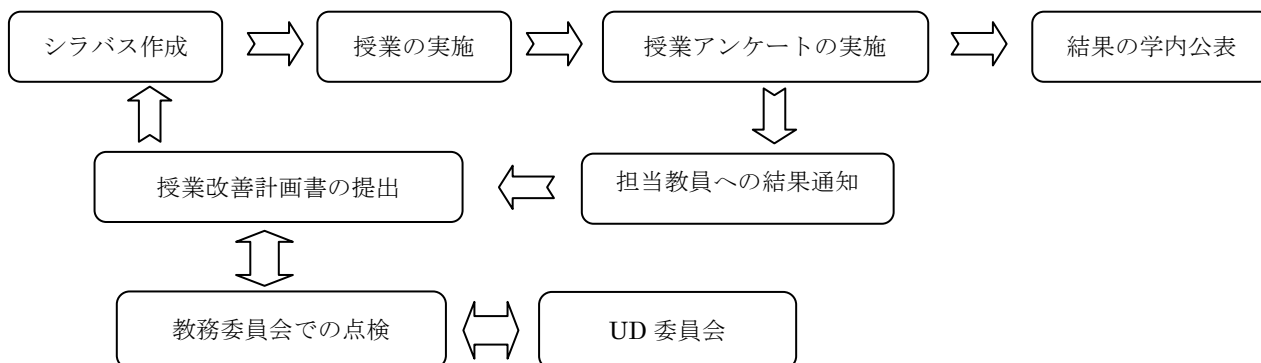 シラバス作成
授業の実施
授業アンケートの実施
結果の学内公表
授業改善計画書の提出
担当教員への結果通知
教務委員会での点検
UD 委員会